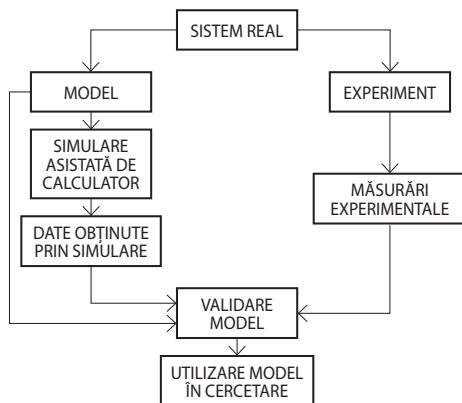 SISTEM REAL
MODEL
EXPERIMENT
SIMULARE
ASISTATĂ DE
CALCULATOR
MĂSURĂRI
EXPERIMENTALE
DATE OBȚINUTE
PRIN SIMULARE
VALIDARE
MODEL
UTILIZARE MODEL
ÎN CERCETARE